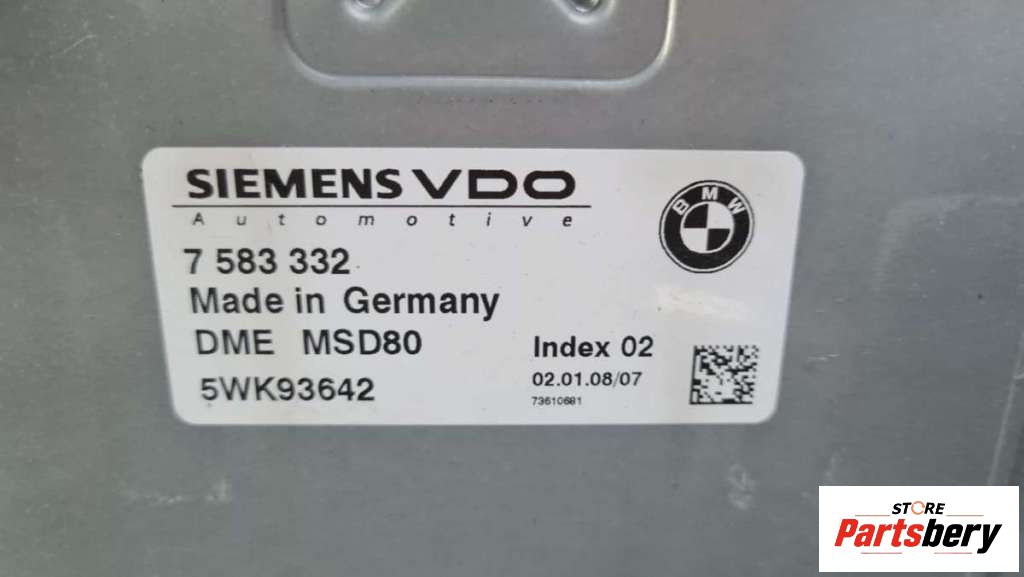 SIEMENS VDO
Automotive
BMW
7 583 332
Made in Germany
DME MSD80
Index 02
5WK93642
02.01.08/07
73610681
STORE
Partsbery